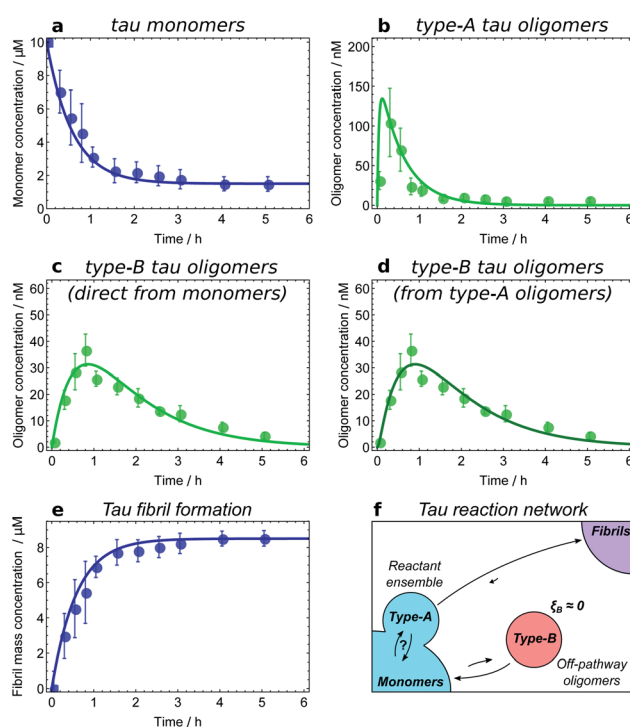 a
tau monomers
Monomer concentration / μM
10
8
6
4
2
0
0 1 2 3 4 5 6
Time / h
b
type-A tau oligomers
Oligomer concentration / nM
200
150
100
50
0
0 1 2 3 4 5 6
Time / h
c
type-B tau oligomers
(direct from monomers)
Oligomer concentration / nM
60
50
40
30
20
10
0
0 1 2 3 4 5 6
Time / h
d
type-B tau oligomers
(from type-A oligomers)
Oligomer concentration / nM
60
50
40
30
20
10
0
0 1 2 3 4 5 6
Time / h
e
Tau fibril formation
Fibril mass concentration / μM
8
6
4
2
0
0 1 2 3 4 5 6
Time / h
f
Tau reaction network
Fibrils
Reactant
ensemble
Type-A
?
Monomers
ξB ≈ 0
Type-B
Off-pathway
oligomers